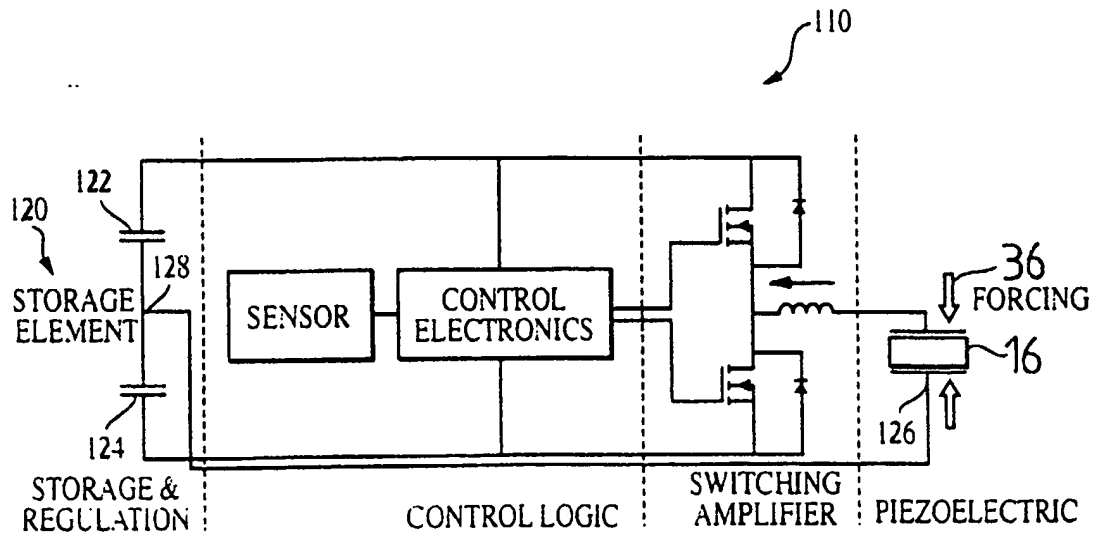 110
122
120
128
STORAGE
ELEMENT
SENSOR
CONTROL
ELECTRONICS
36
FORCING
16
124
126
STORAGE &
REGULATION
CONTROL LOGIC
SWITCHING
AMPLIFIER
PIEZOELECTRIC